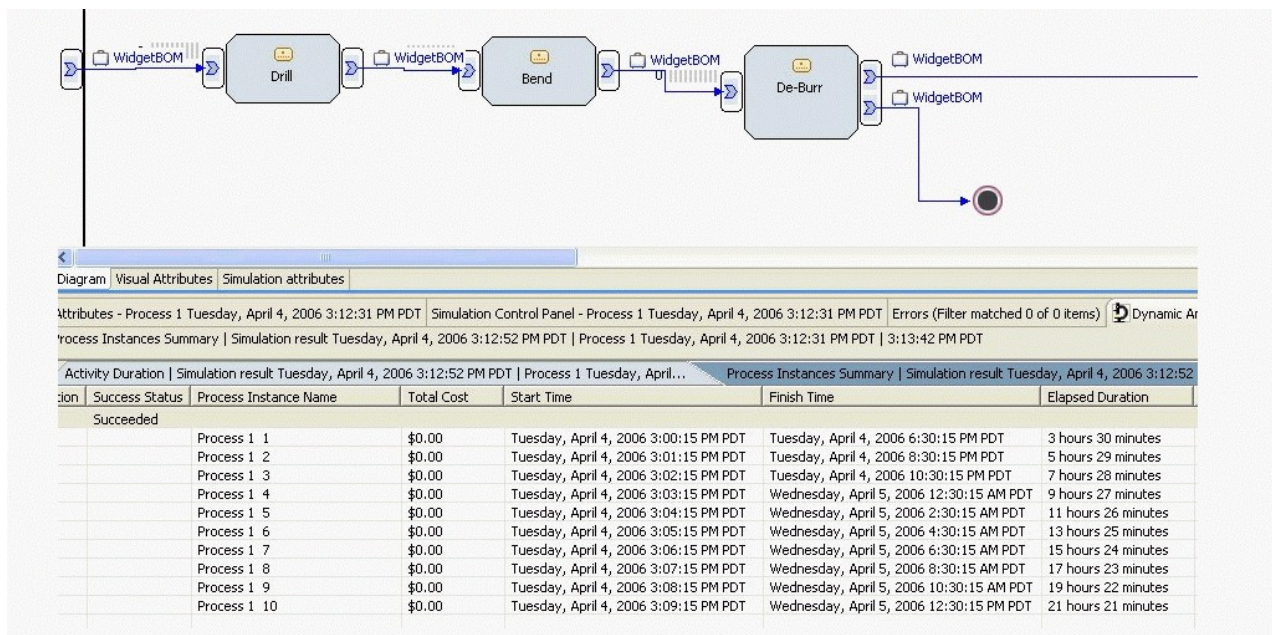 WidgetBOM
Drill
WidgetBOM
Bend
WidgetBOM
0
De-Burr
WidgetBOM
WidgetBOM
Diagram Visual Attributes Simulation attributes
Attributes - Process 1 Tuesday, April 4, 2006 3:12:31 PM PDT Simulation Control Panel - Process 1 Tuesday, April 4, 2006 3:12:31 PM PDT Errors (Filter matched 0 of 0 items) Dynamic An
Process Instances Summary | Simulation result Tuesday, April 4, 2006 3:12:52 PM PDT | Process 1 Tuesday, April 4, 2006 3:12:31 PM PDT | 3:13:42 PM PDT
Activity Duration | Simulation result Tuesday, April 4, 2006 3:12:52 PM PDT | Process 1 Tuesday, April... Process Instances Summary | Simulation result Tuesday, April 4, 2006 3:12:52
tion Success Status Process Instance Name Total Cost Start Time Finish Time Elapsed Duration
Succeeded
Process 1 1 $0.00 Tuesday, April 4, 2006 3:00:15 PM PDT Tuesday, April 4, 2006 6:30:15 PM PDT 3 hours 30 minutes
Process 1 2 $0.00 Tuesday, April 4, 2006 3:01:15 PM PDT Tuesday, April 4, 2006 8:30:15 PM PDT 5 hours 29 minutes
Process 1 3 $0.00 Tuesday, April 4, 2006 3:02:15 PM PDT Tuesday, April 4, 2006 10:30:15 PM PDT 7 hours 28 minutes
Process 1 4 $0.00 Tuesday, April 4, 2006 3:03:15 PM PDT Wednesday, April 5, 2006 12:30:15 AM PDT 9 hours 27 minutes
Process 1 5 $0.00 Tuesday, April 4, 2006 3:04:15 PM PDT Wednesday, April 5, 2006 2:30:15 AM PDT 11 hours 26 minutes
Process 1 6 $0.00 Tuesday, April 4, 2006 3:05:15 PM PDT Wednesday, April 5, 2006 4:30:15 AM PDT 13 hours 25 minutes
Process 1 7 $0.00 Tuesday, April 4, 2006 3:06:15 PM PDT Wednesday, April 5, 2006 6:30:15 AM PDT 15 hours 24 minutes
Process 1 8 $0.00 Tuesday, April 4, 2006 3:07:15 PM PDT Wednesday, April 5, 2006 8:30:15 AM PDT 17 hours 23 minutes
Process 1 9 $0.00 Tuesday, April 4, 2006 3:08:15 PM PDT Wednesday, April 5, 2006 10:30:15 AM PDT 19 hours 22 minutes
Process 1 10 $0.00 Tuesday, April 4, 2006 3:09:15 PM PDT Wednesday, April 5, 2006 12:30:15 PM PDT 21 hours 21 minutes